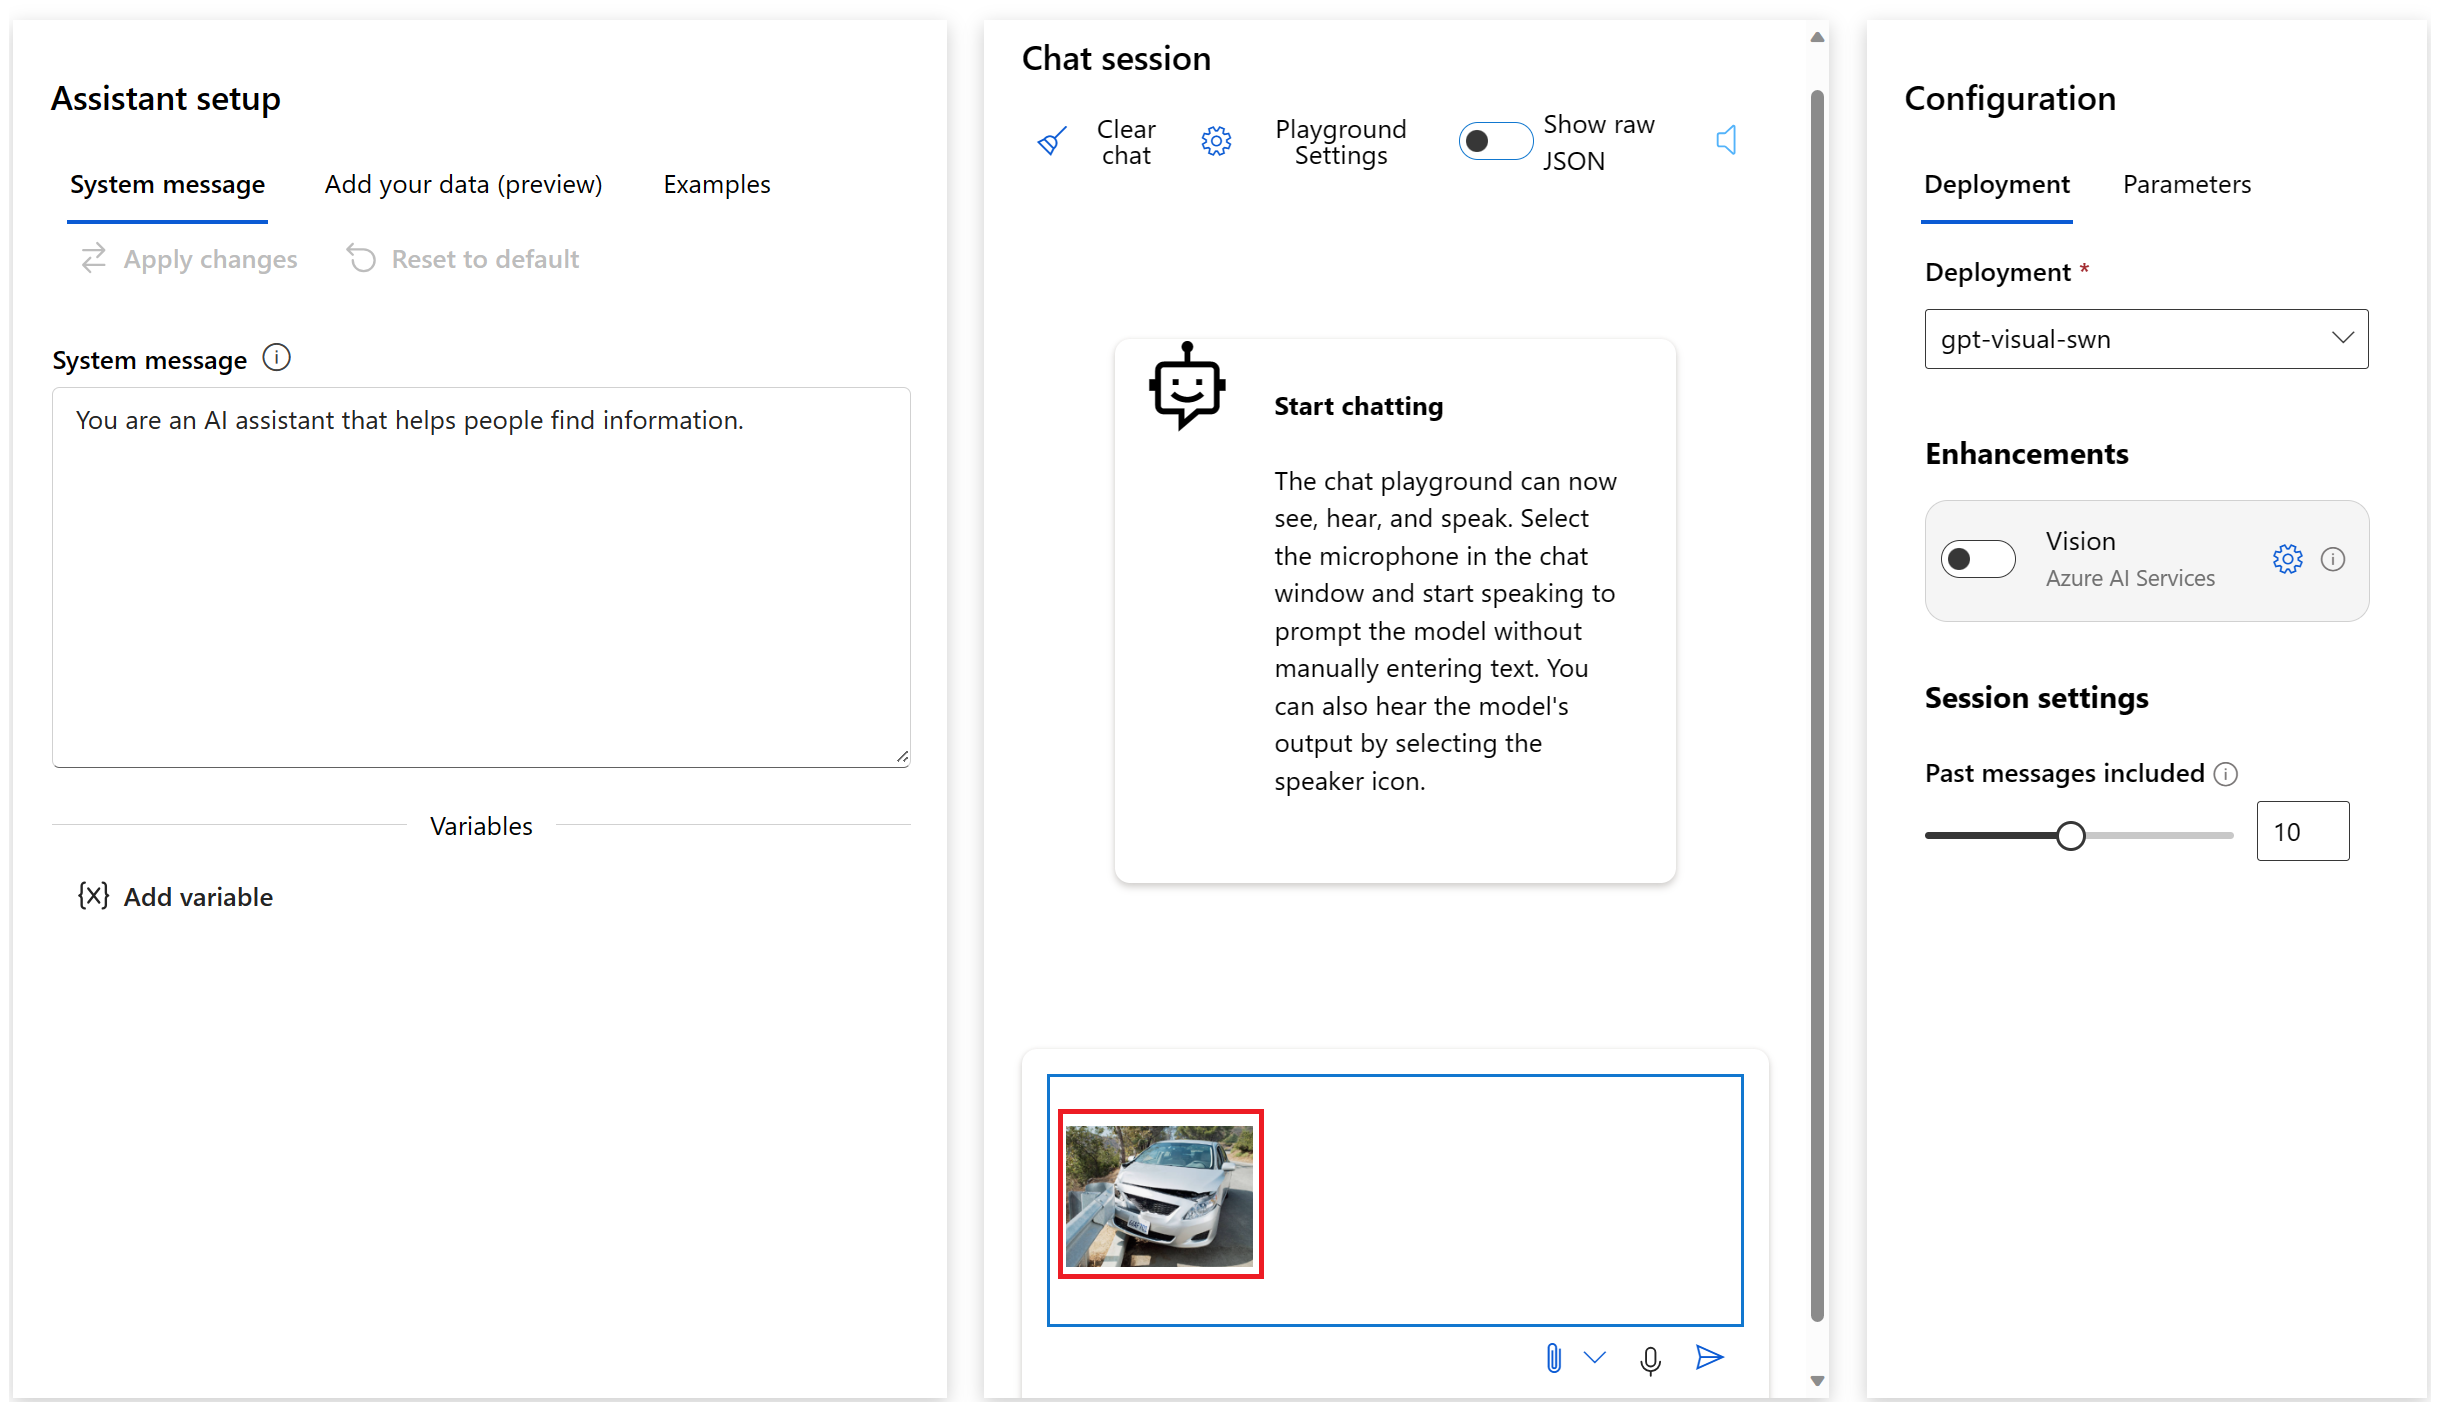 Assistant setup
System message
Add your data (preview)
Examples
Apply changes
Reset to default
System message
You are an AI assistant that helps people find information.
Variables
{x} Add variable
Chat session
Clear
chat
Playground
Settings
Show raw
JSON
Start chatting
The chat playground can now
see, hear, and speak. Select
the microphone in the chat
window and start speaking to
prompt the model without
manually entering text. You
can also hear the model's
output by selecting the
speaker icon.
Configuration
Deployment
Parameters
Deployment *
gpt-visual-swn
Enhancements
Vision
Azure AI Services
Session settings
Past messages included
10